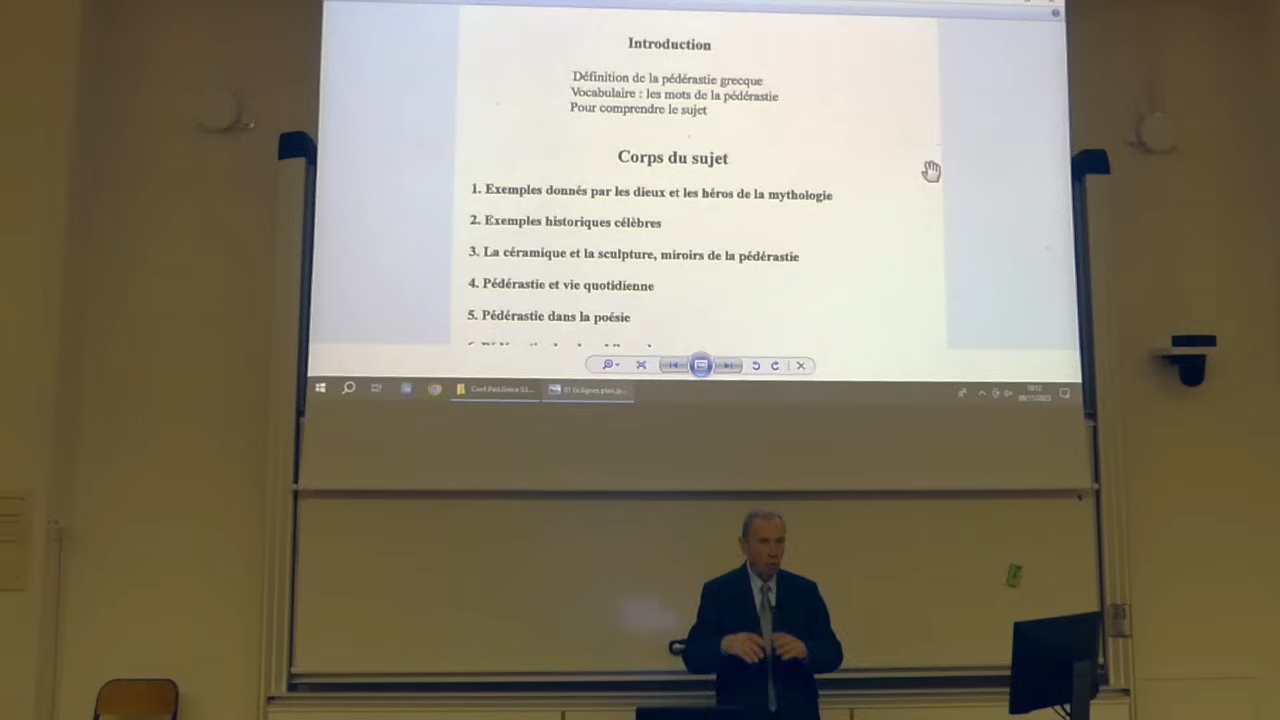 Introduction
Définition de la pédérastie grecque
Vocabulaire : les mots de la pédérastie
Pour comprendre le sujet
Corps du sujet
1. Exemples donnés par les dieux et les héros de la mythologie
2. Exemples historiques célèbres
3. La céramique et la sculpture, miroirs de la pédérastie
4. Pédérastie et vie quotidienne
5. Pédérastie dans la poésie